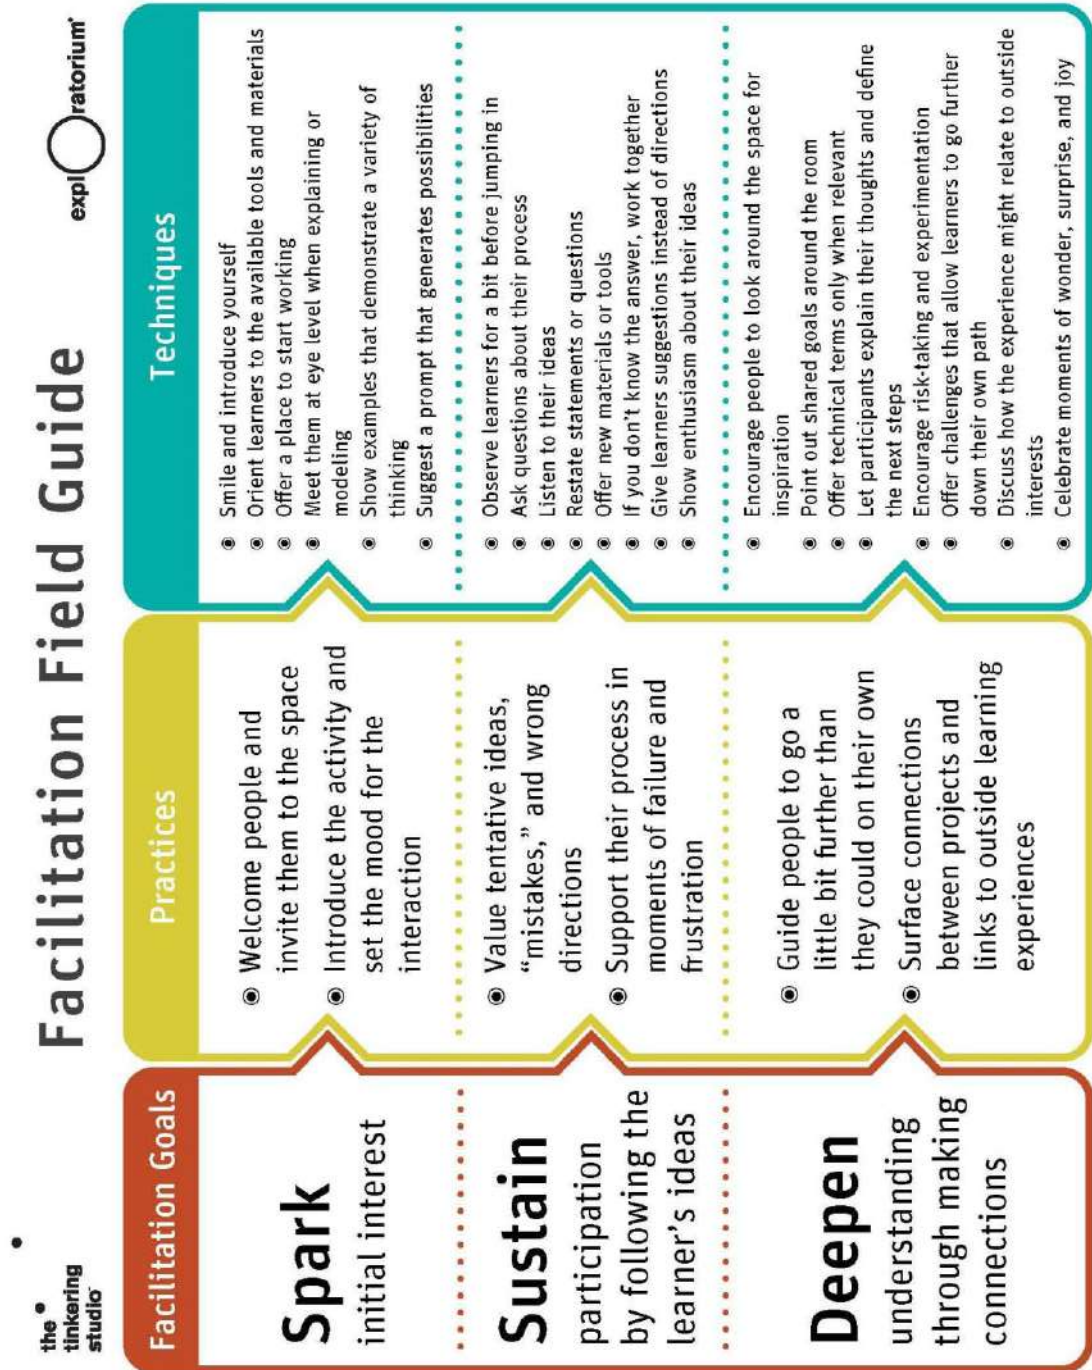 the
tinkering
studio
Facilitation Field Guide
expl ratorium
Facilitation Goals
Practices
Techniques
Spark
initial interest
● Welcome people and
invite them to the space
● Introduce the activity and
set the mood for the
interaction
● Smile and introduce yourself
● Orient learners to the available tools and materials
● Offer a place to start working
● Meet them at eye level when explaining or
modeling
● Show examples that demonstrate a variety of
thinking
● Suggest a prompt that generates possibilities
Sustain
participation
by following the
learner's ideas
● Value tentative ideas,
“mistakes,” and wrong
directions
● Support their process in
moments of failure and
frustration
● Observe learners for a bit before jumping in
● Ask questions about their process
● Listen to their ideas
● Restate statements or questions
● Offer new materials or tools
● If you don't know the answer, work together
● Give learners suggestions instead of directions
● Show enthusiasm about their ideas
Deepen
understanding
through making
connections
● Guide people to go a
little bit further than
they could on their own
● Surface connections
between projects and
links to outside learning
experiences
● Encourage people to look around the space for
inspiration
● Point out shared goals around the room
● Offer technical terms only when relevant
● Let participants explain their thoughts and define
the next steps
● Encourage risk-taking and experimentation
● Offer challenges that allow learners to go further
down their own path
● Discuss how the experience might relate to outside
interests
● Celebrate moments of wonder, surprise, and joy